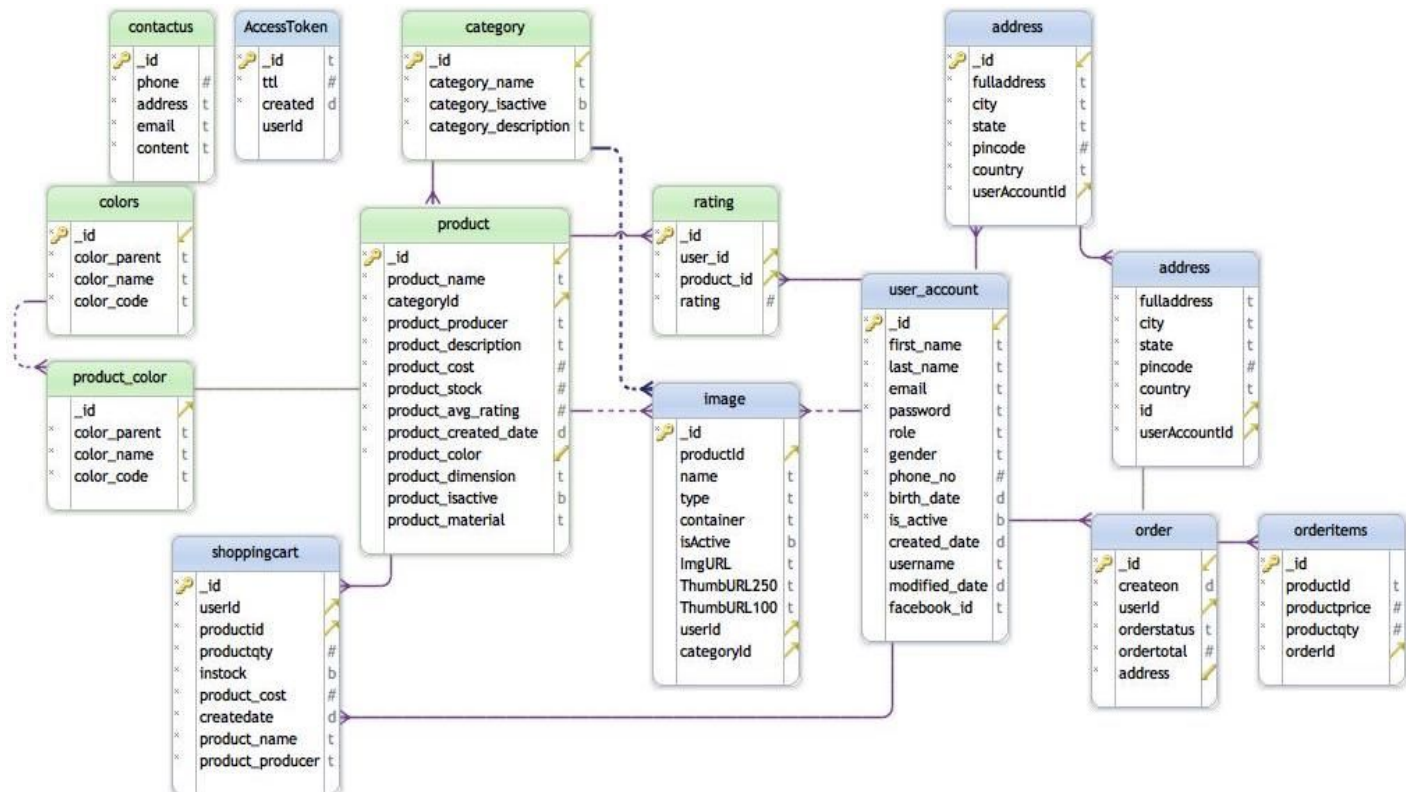 contactus
_id
phone #
address t
email t
content t
AccessToken
_id t
ttl #
created d
userId
category
_id
category_name t
category_isactive b
category_description t
address
_id
fulladdress t
city t
state t
pincode #
country t
userAccountId
colors
_id
color_parent t
color_name t
color_code t
product
_id
product_name t
categoryId
product_producer t
product_description t
product_cost #
product_stock #
product_avg_rating #
product_created_date d
product_color
product_dimension t
product_isactive b
product_material t
rating
_id
user_id
product_id
rating #
user_account
_id
first_name t
last_name t
email t
password t
role t
gender t
phone_no #
birth_date d
is_active b
created_date d
username t
modified_date d
facebook_id t
address
fulladdress t
city t
state t
pincode #
country t
id
userAccountId
product_color
_id
color_parent t
color_name t
color_code t
image
_id
productId
name t
type t
container t
isActive b
ImgURL t
ThumbURL250 t
ThumbURL100 t
userId
categoryId
shoppingcart
_id
userId
productid
productqty #
instock b
product_cost #
createdate d
product_name t
product_producer t
order
_id
createon d
userId
orderstatus t
ordertotal #
address
orderitems
_id
productId t
productprice #
productqty #
orderId